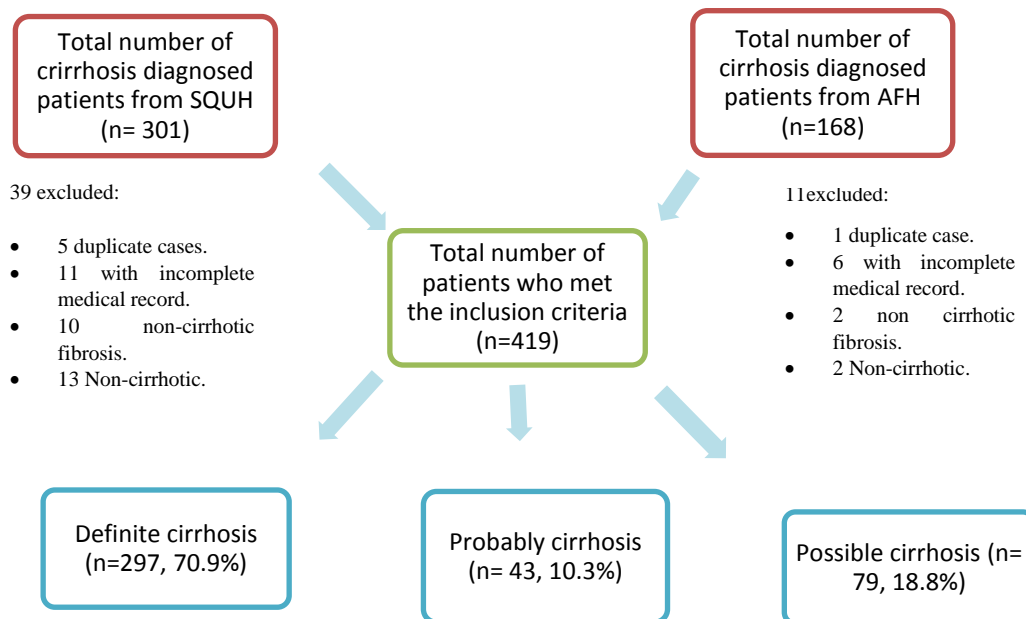 Total number of
crirrhosis diagnosed
patients from SQUH
(n= 301)
Total number of
cirrhosis diagnosed
patients from AFH
(n=168)
39 excluded:
• 5 duplicate cases.
• 11 with incomplete
medical record.
• 10 non-cirrhotic
fibrosis.
• 13 Non-cirrhotic.
Total number of
patients who met
the inclusion criteria
(n=419)
11excluded:
• 1 duplicate case.
• 6 with incomplete
medical record.
• 2 non cirrhotic
fibrosis.
• 2 Non-cirrhotic.
Definite cirrhosis
(n=297, 70.9%)
Probably cirrhosis
(n= 43, 10.3%)
Possible cirrhosis (n=
79, 18.8%)